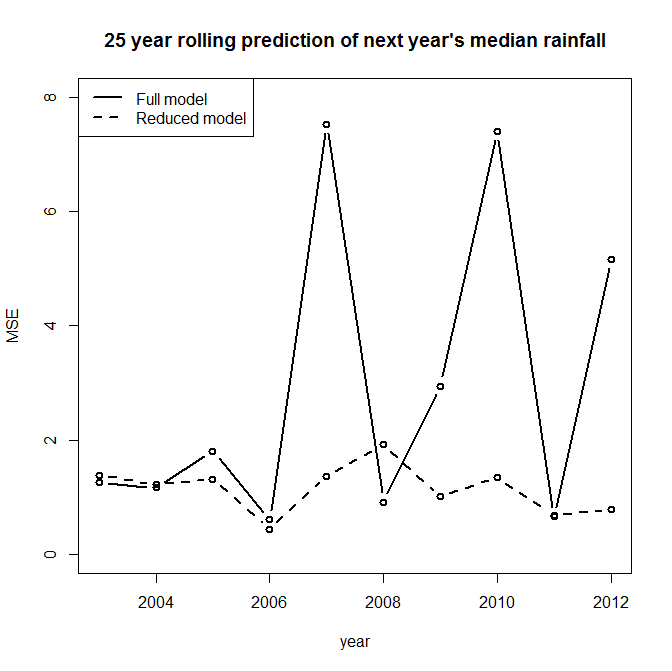 25 year rolling prediction of next year's median rainfall
Full model
Reduced model
8
6
4
2
0
MSE
2004 2006 2008 2010 2012
year